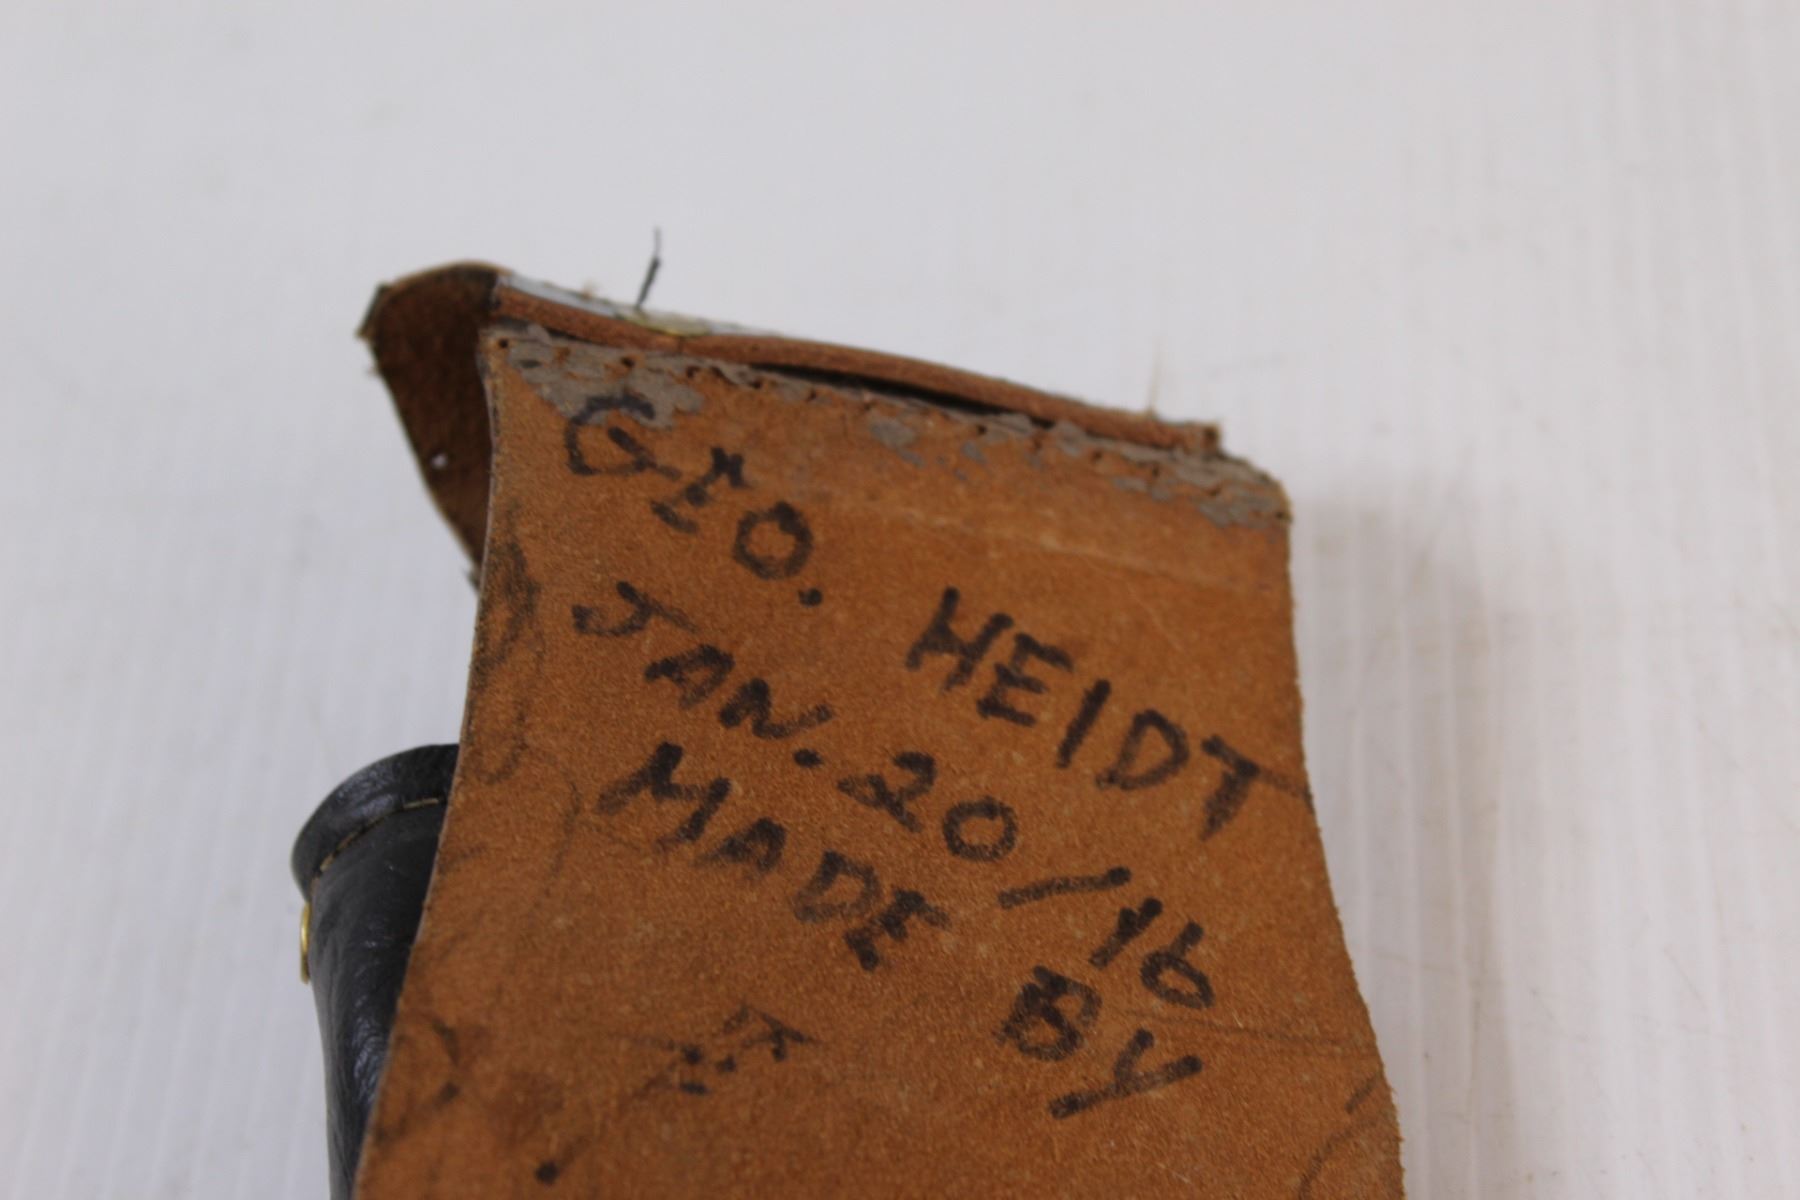 GEO. HEIDT
JAN. 20/16
MADE BY